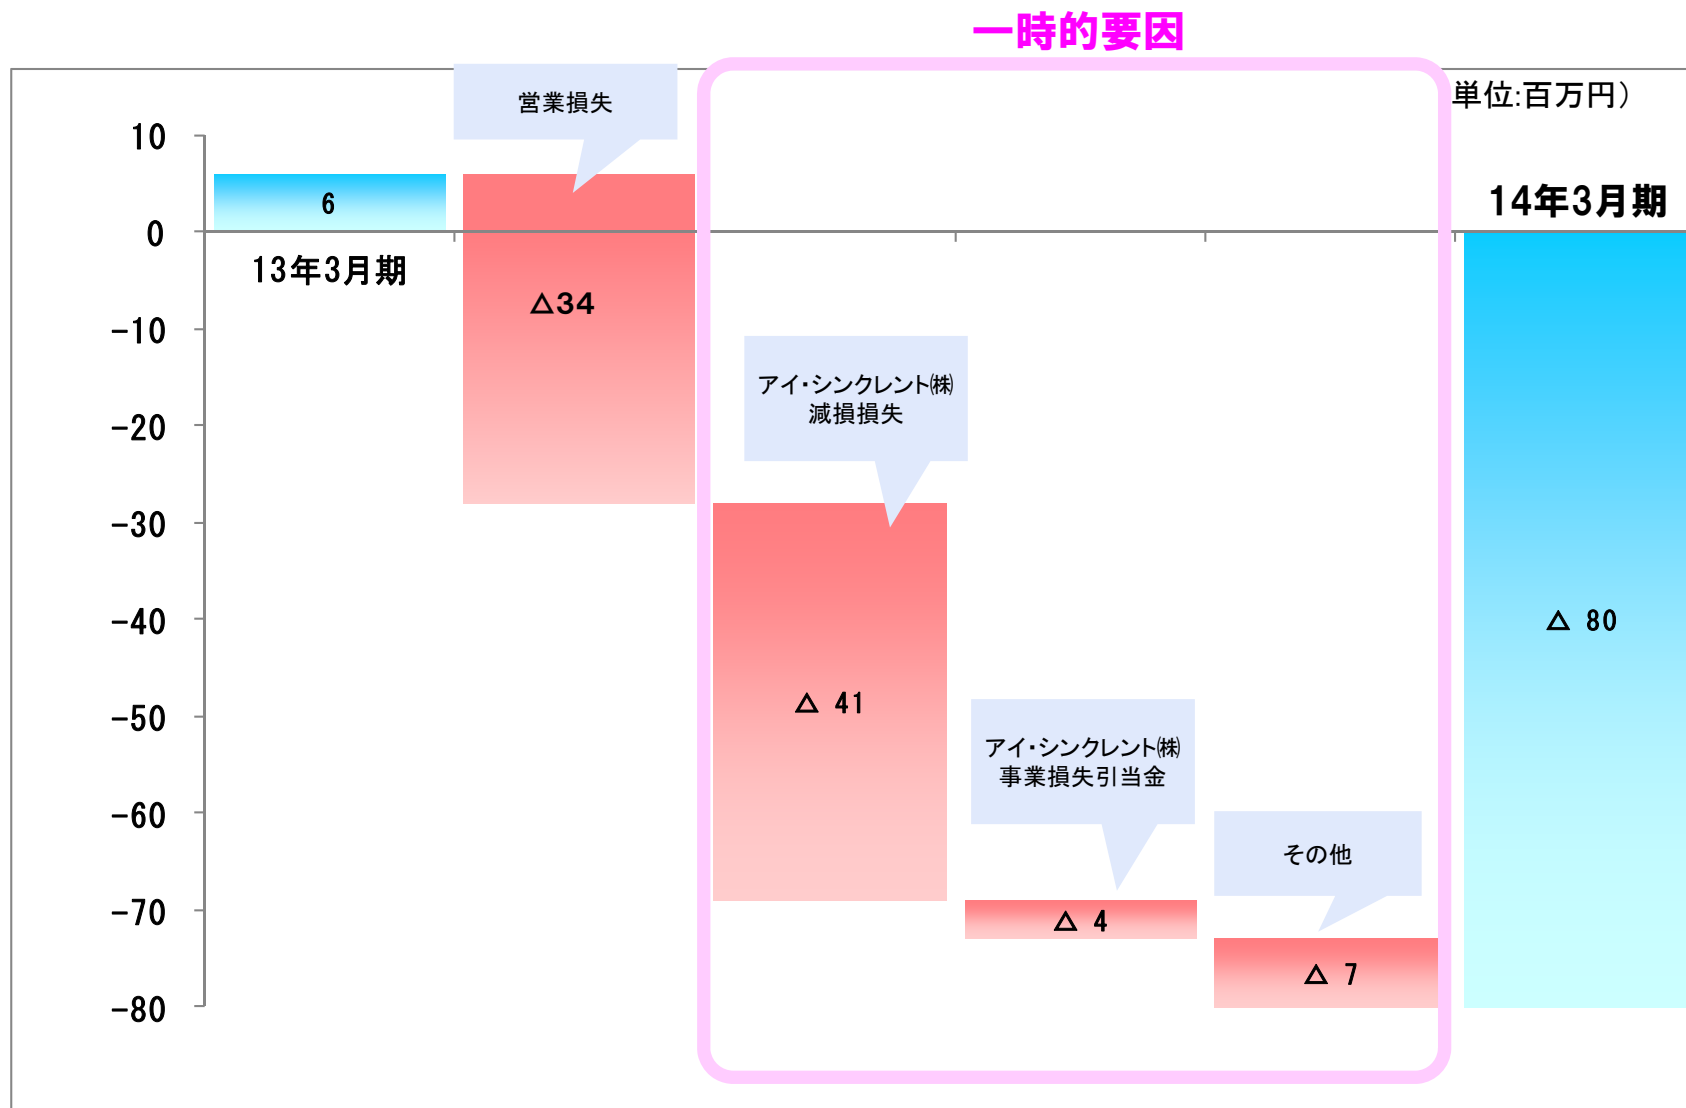 一時的要因
単位:百万円）
営業損失
10
0
-10
-20
-30
-40
-50
-60
-70
-80
6
13年3月期
△34
アイ・シンクレント㈱
減損損失
△ 41
アイ・シンクレント㈱
事業損失引当金
△ 4
その他
△ 7
14年3月期
△ 80